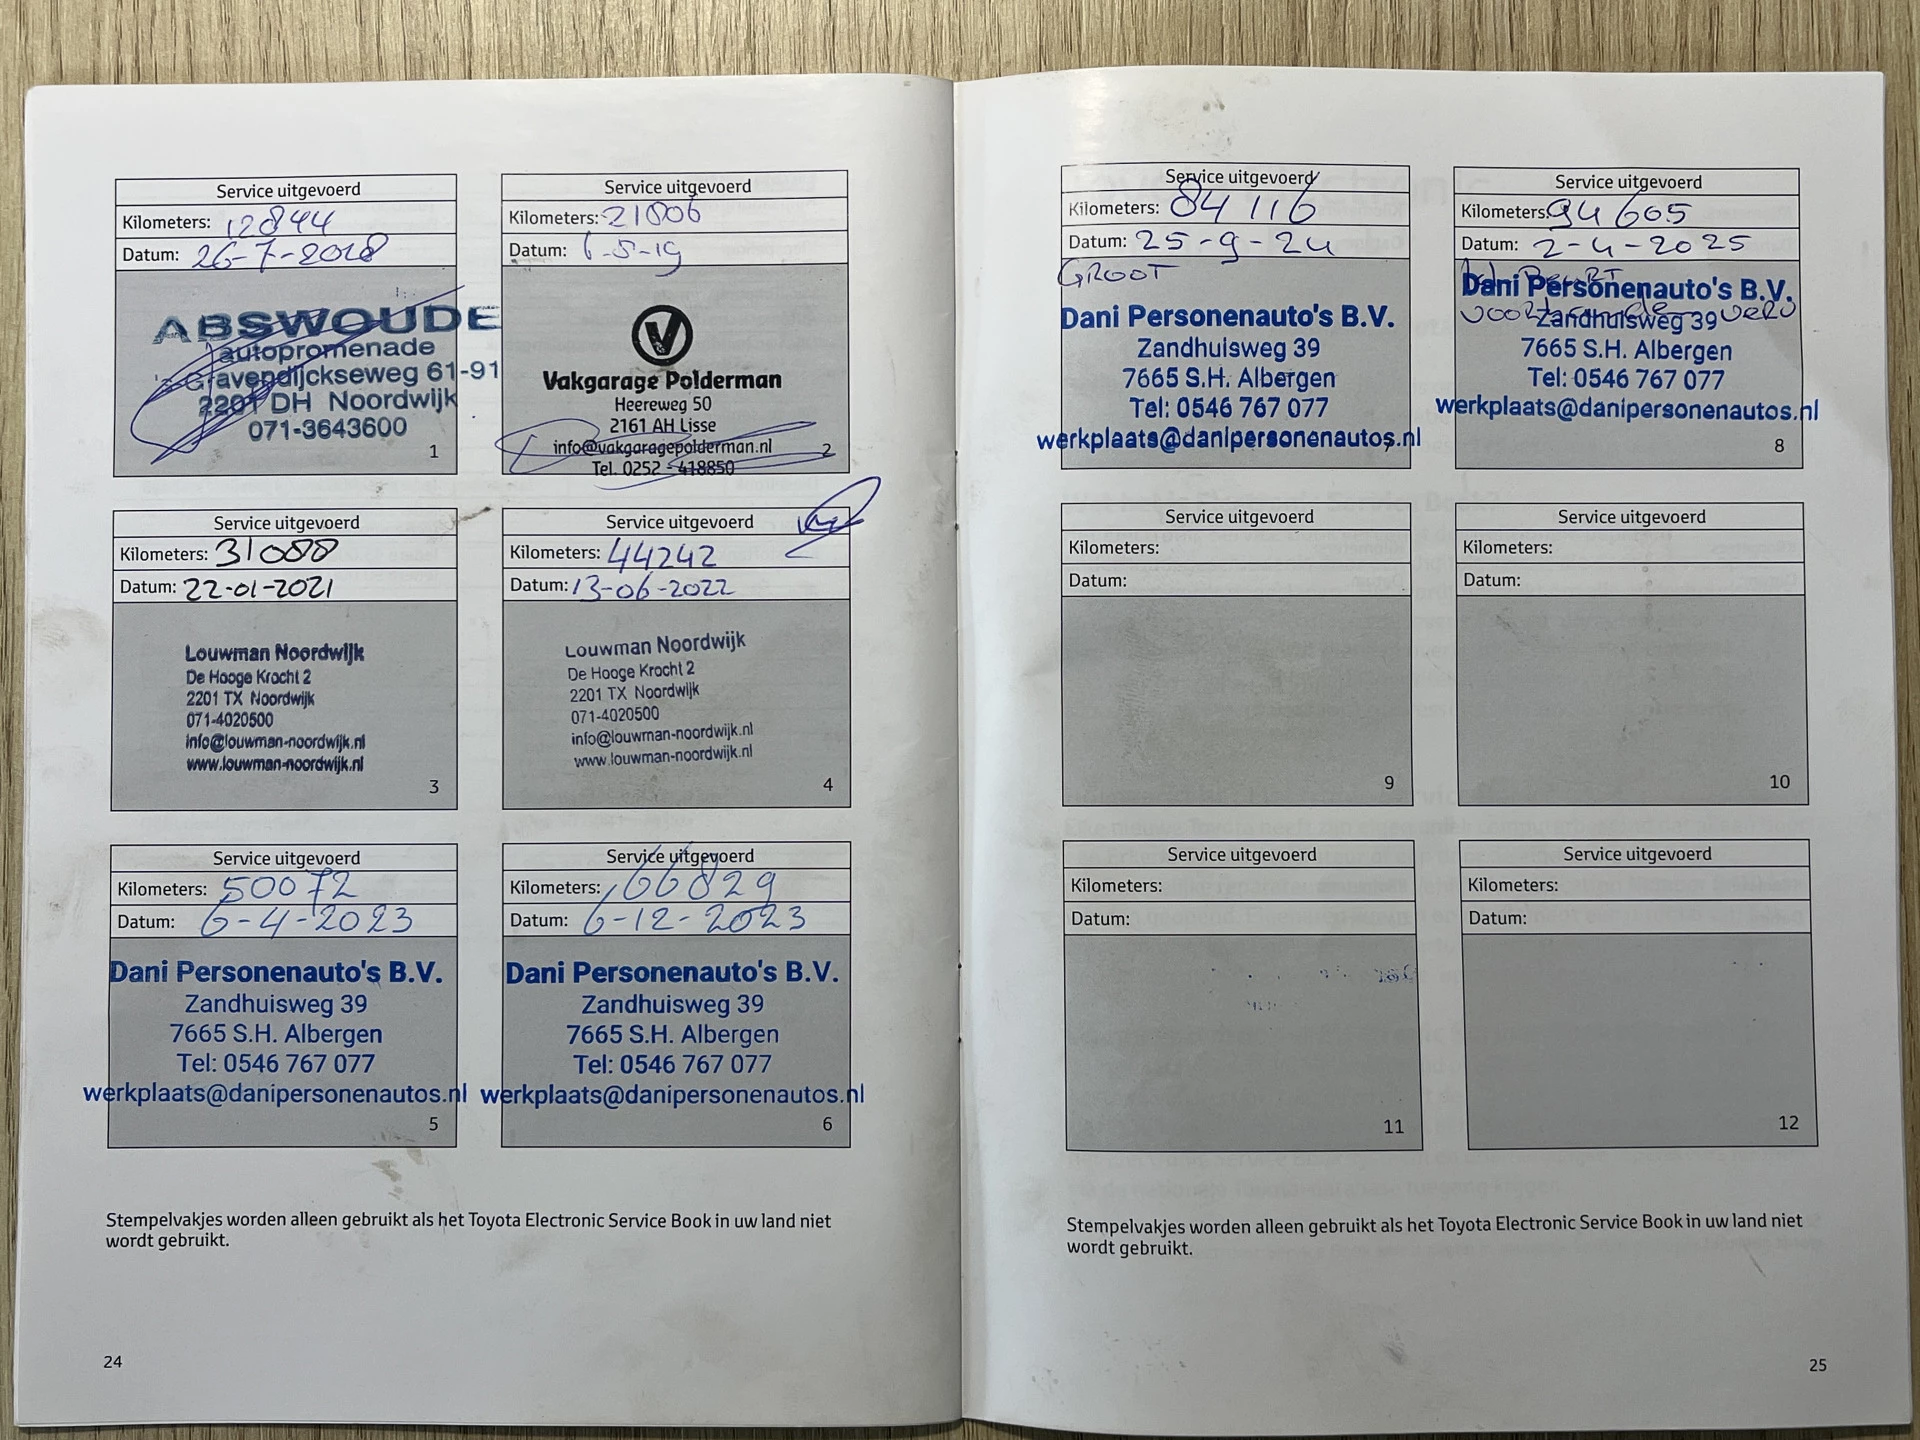 Service uitgevoerd
Kilometers: 12844
Datum: 26-7-2018
ABSWOUDE
autopromenade
's Gravendijckseweg 61-91
2201 DH Noordwijk
071-3643600
1
Service uitgevoerd
Kilometers: 21806
Datum: 6-5-19
V
Vakgarage Polderman
Heereweg 50
2161 AH Lisse
info@vakgaragepolderman.nl
Tel. 0252 - 418850
2
Service uitgevoerd
Kilometers: 31088
Datum: 22-01-2021
Louwman Noordwijk
De Hooge Krocht 2
2201 TX Noordwijk
071-4020500
info@louwman-noordwijk.nl
www.louwman-noordwijk.nl
3
Service uitgevoerd
Kilometers: 44242
Datum: 13-06-2022
Louwman Noordwijk
De Hooge Krocht 2
2201 TX Noordwijk
071-4020500
info@louwman-noordwijk.nl
www.louwman-noordwijk.nl
4
Service uitgevoerd
Kilometers: 50072
Datum: 6-4-2023
Dani Personenauto's B.V.
Zandhuisweg 39
7665 S.H. Albergen
Tel: 0546 767 077
werkplaats@danipersonenautos.nl
5
Service uitgevoerd
Kilometers: 66829
Datum: 6-12-2023
Dani Personenauto's B.V.
Zandhuisweg 39
7665 S.H. Albergen
Tel: 0546 767 077
werkplaats@danipersonenautos.nl
6
Stempelvakjes worden alleen gebruikt als het Toyota Electronic Service Book in uw land niet
wordt gebruikt.
24
Service uitgevoerd
Kilometers: 84116
Datum: 25-9-24
GROOT
Dani Personenauto's B.V.
Zandhuisweg 39
7665 S.H. Albergen
Tel: 0546 767 077
werkplaats@danipersonenautos.nl
7
Service uitgevoerd
Kilometers: 94605
Datum: 2-4-2025
Dani Personenauto's B.V.
Zandhuisweg 39
7665 S.H. Albergen
Tel: 0546 767 077
werkplaats@danipersonenautos.nl
8
Service uitgevoerd
Kilometers:
Datum:
9
Service uitgevoerd
Kilometers:
Datum:
10
Service uitgevoerd
Kilometers:
Datum:
11
Service uitgevoerd
Kilometers:
Datum:
12
Stempelvakjes worden alleen gebruikt als het Toyota Electronic Service Book in uw land niet
wordt gebruikt.
25